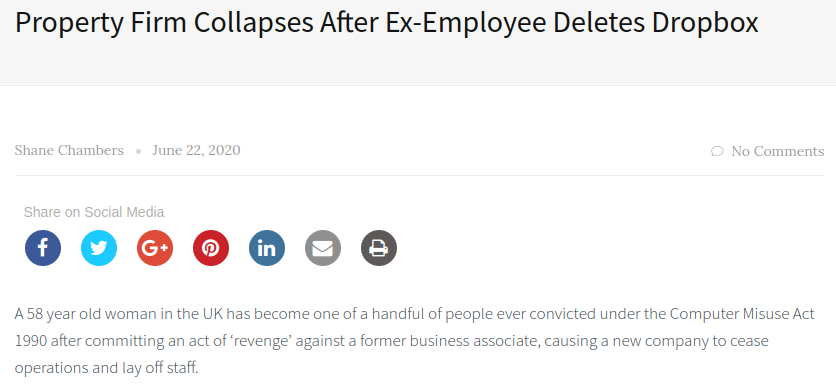 Property Firm Collapses After Ex-Employee Deletes Dropbox
Shane Chambers • June 22, 2020 No Comments
Share on Social Media
A 58 year old woman in the UK has become one of a handful of people ever convicted under the Computer Misuse Act
1990 after committing an act of ‘revenge’ against a former business associate, causing a new company to cease
operations and lay off staff.